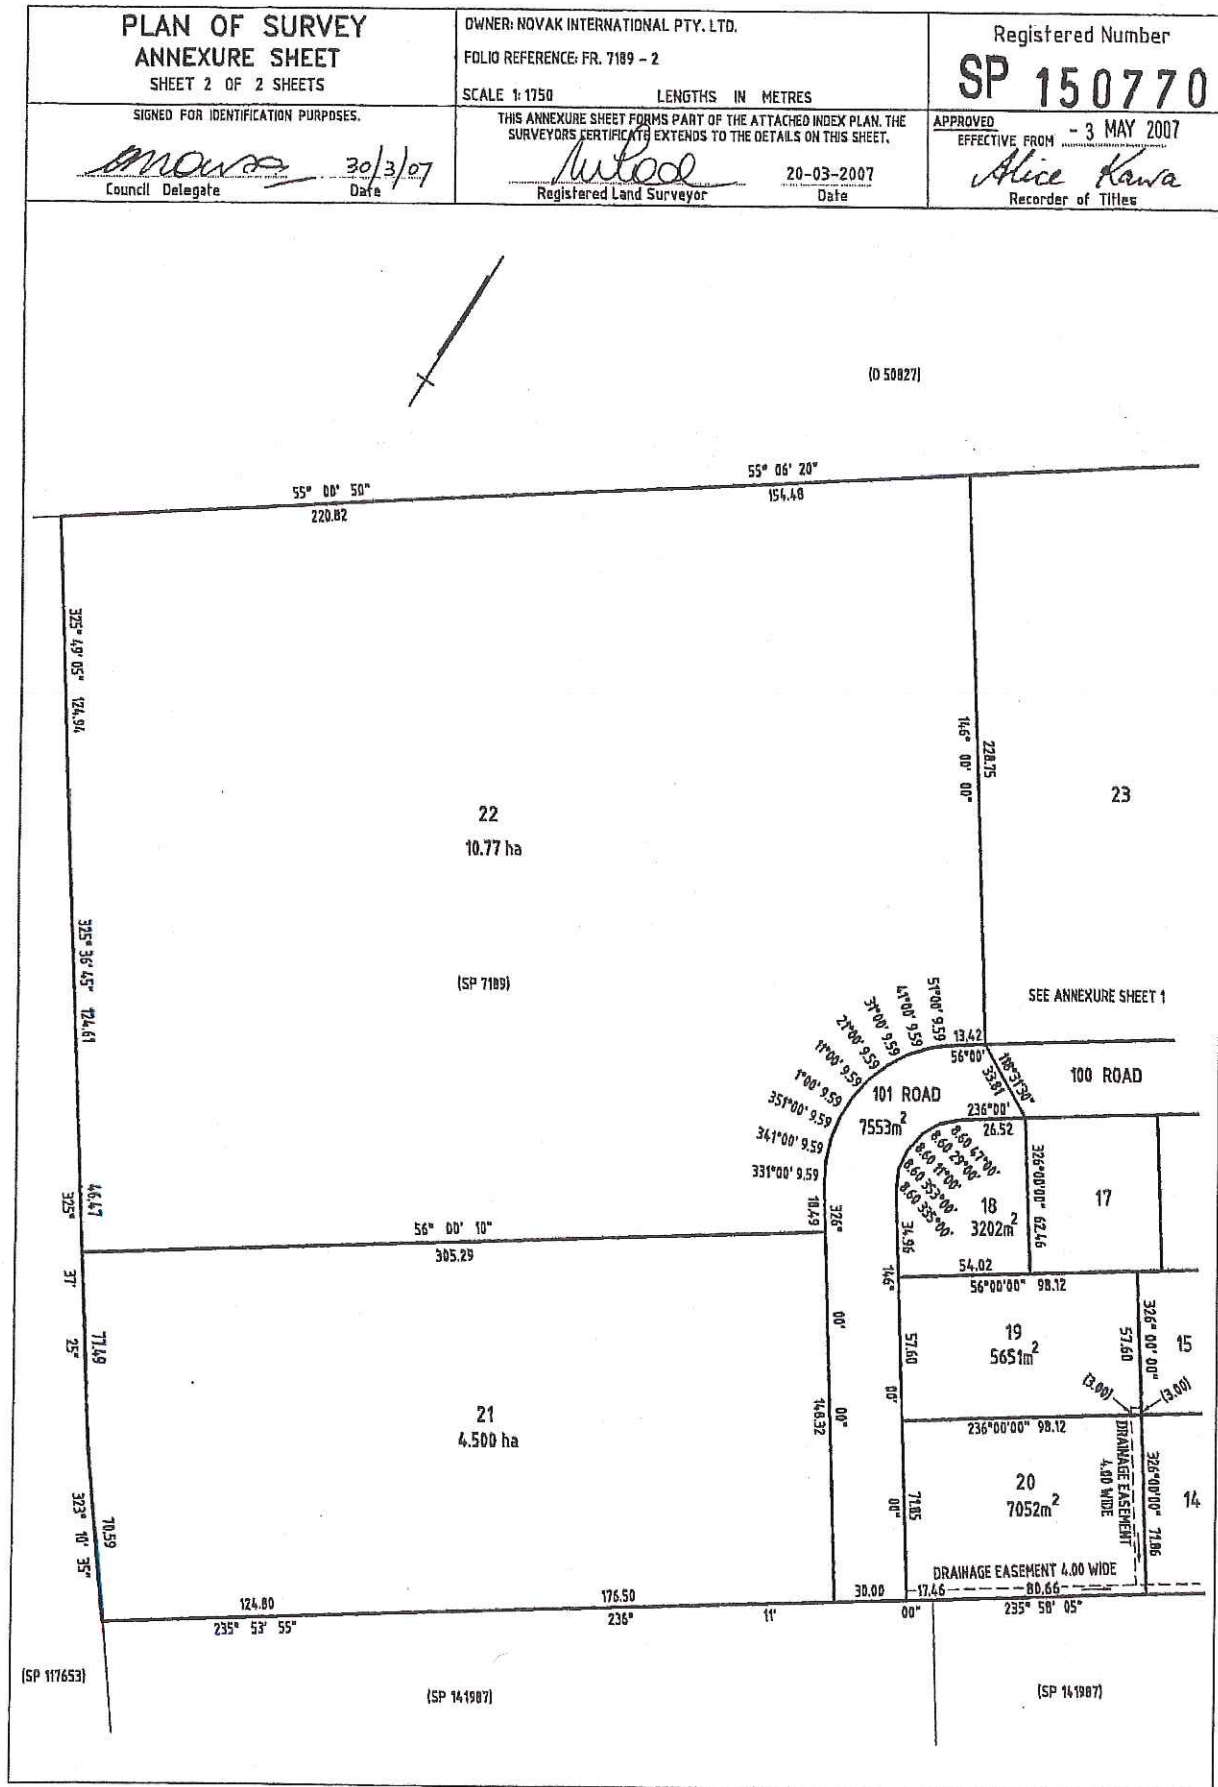 PLAN OF SURVEY
ANNEXURE SHEET
SHEET 2 OF 2 SHEETS
SIGNED FOR IDENTIFICATION PURPOSES.
30/3/07
Council Delegate
Date
OWNER: NOVAK INTERNATIONAL PTY. LTD.
FOLIO REFERENCE: FR. 7189 - 2
SCALE 1:1750 LENGTHS IN METRES
THIS ANNEXURE SHEET FORMS PART OF THE ATTACHED INDEX PLAN. THE
SURVEYORS CERTIFICATE EXTENDS TO THE DETAILS ON THIS SHEET.
20-03-2007
Registered Land Surveyor
Date
Registered Number
SP 150770
APPROVED
EFFECTIVE FROM - 3 MAY 2007
Alice Kawa
Recorder of Titles
(D 50827)
55° 06' 20"
154.48
55° 00' 50"
220.82
325° 49' 05" 124.94
146° 00' 00"
228.75
22
10.77 ha
23
325° 36' 45" 124.61
(SP 7189)
SEE ANNEXURE SHEET 1
51°00' 9.59
41°00' 9.59
31°00' 9.59
21°00' 9.59
11°00' 9.59
1°00' 9.59
351°00' 9.59
341°00' 9.59
331°00' 9.59
13.42
56°00'
118°31'30"
33.81
100 ROAD
101 ROAD
7553m²
236°00'
26.52
8.60 47°00'
8.60 29°00'
8.60 11°00'
8.60 353°00'
8.60 335°00'
326°00'00" 62.46
18
3202m²
17
46.47
325° 37' 25"
77.49
56° 00' 10"
305.29
18.49
326° 00' 00"
148.32
34.96
146° 00' 00"
54.02
56°00'00" 98.12
19
5651m²
57.60
57.60
326° 00' 00"
15
(3.00)
(3.00)
21
4.500 ha
236°00'00" 98.12
20
7052m²
71.85
DRAINAGE EASEMENT
4.00 WIDE
326°00'00" 71.86
14
323° 10' 35"
70.59
DRAINAGE EASEMENT 4.00 WIDE
124.80
235° 53' 55"
176.50
236° 11' 00"
30.00
17.46
80.66
235° 58' 05"
(SP 117653)
(SP 141987)
(SP 141987)